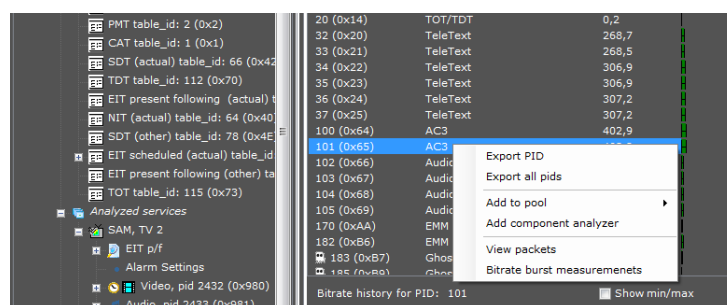 PMT table_id: 2 (0x2)
CAT table_id: 1 (0x1)
SDT (actual) table_id: 66 (0x42
TDT table_id: 112 (0x70)
EIT present following (actual) t
NIT (actual) table_id: 64 (0x40)
SDT (other) table_id: 78 (0x4E)
EIT scheduled (actual) table_id
EIT present following (other) ta
TOT table_id: 115 (0x73)
Analyzed services
SAM, TV 2
EIT p/f
Alarm Settings
Video, pid 2432 (0x980)
Audio, pid 2433 (0x981)
20 (0x14) TOT/TDT 0,2
32 (0x20) TeleText 268,7
33 (0x21) TeleText 268,5
34 (0x22) TeleText 306,9
35 (0x23) TeleText 306,9
36 (0x24) TeleText 307,2
37 (0x25) TeleText 307,2
100 (0x64) AC3 402,9
101 (0x65) AC3
102 (0x66) Audio
103 (0x67) Audio
104 (0x68) Audio
105 (0x69) Audio
170 (0xAA) EMM
182 (0xB6) EMM
183 (0xB7) Ghos
185 (0xB9) Ghos
Export PID
Export all pids
Add to pool
Add component analyzer
View packets
Bitrate burst measuremenets
Bitrate history for PID: 101 Show min/max